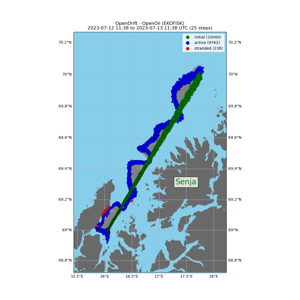 OpenDrift - OpenOil (EKOFISK)
2023-07-12 11:38 to 2023-07-13 11:38 UTC (25 steps)
initial (10000)
active (9762)
stranded (238)
70.2°N
70.2°N
70°N
70°N
69.8°N
69.8°N
69.6°N
69.6°N
69.4°N
69.4°N
Senja
69.2°N
69.2°N
69°N
69°N
68.8°N
68.8°N
15.5°E 16°E 16.5°E 17°E 17.5°E 18°E